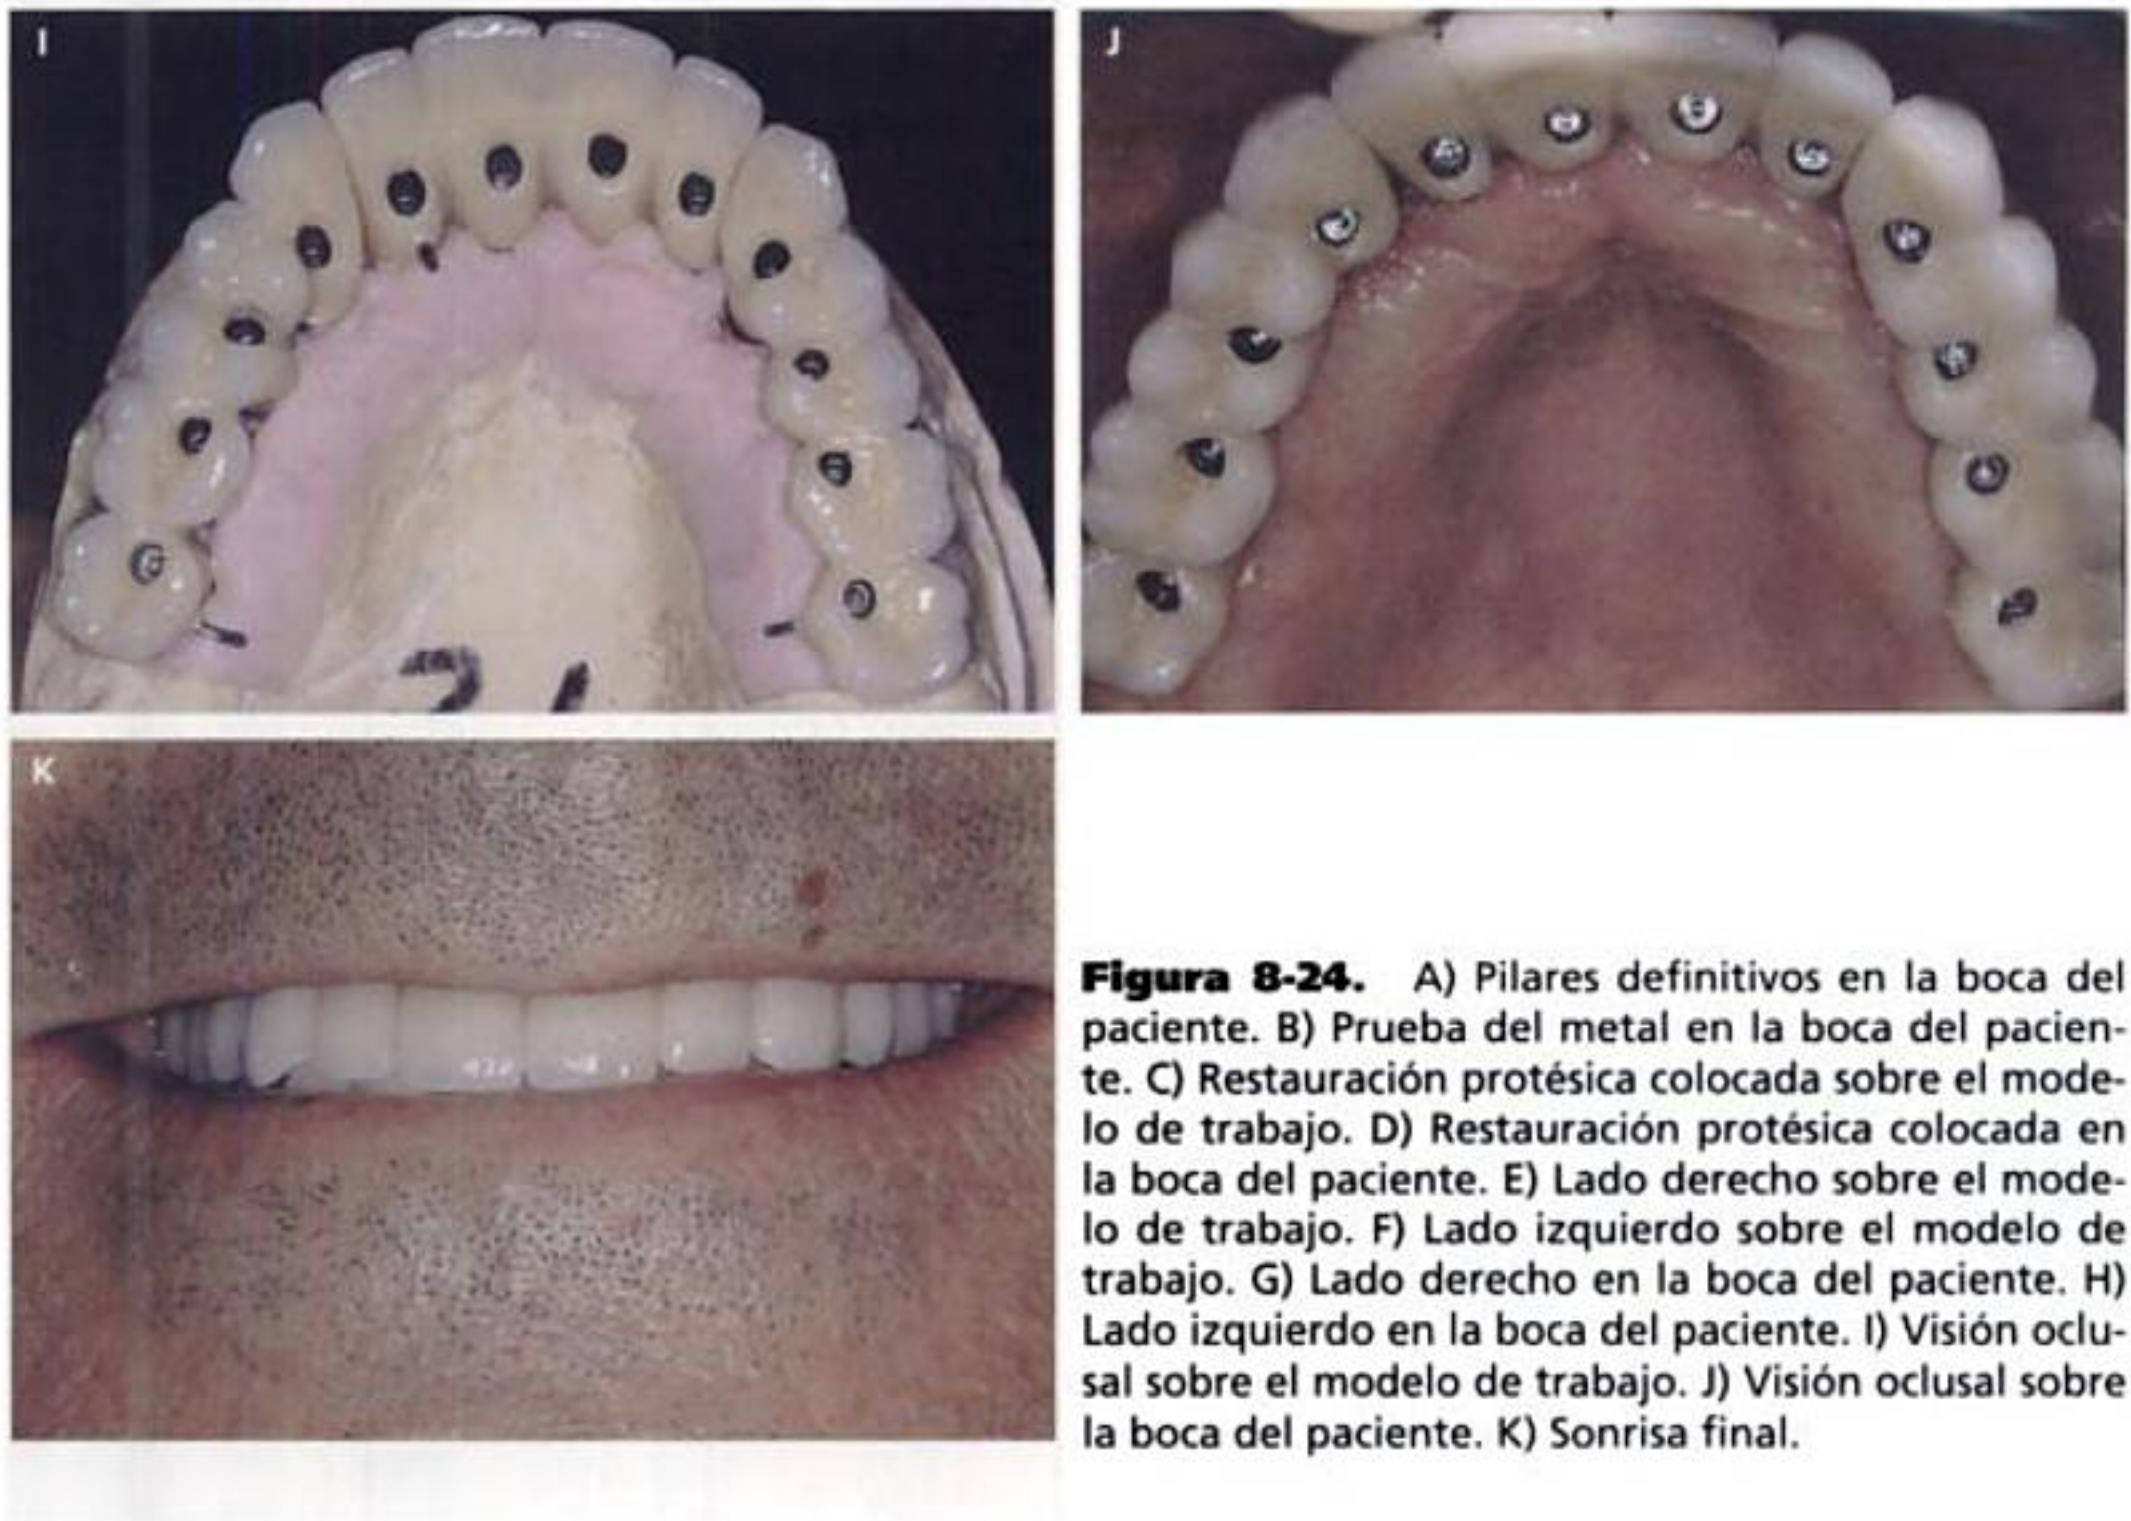 I
J
K
Figura 8-24. A) Pilares definitivos en la boca del
paciente. B) Prueba del metal en la boca del pacien-
te. C) Restauración protésica colocada sobre el mode-
lo de trabajo. D) Restauración protésica colocada en
la boca del paciente. E) Lado derecho sobre el mode-
lo de trabajo. F) Lado izquierdo sobre el modelo de
trabajo. G) Lado derecho en la boca del paciente. H)
Lado izquierdo en la boca del paciente. I) Visión oclu-
sal sobre el modelo de trabajo. J) Visión oclusal sobre
la boca del paciente. K) Sonrisa final.